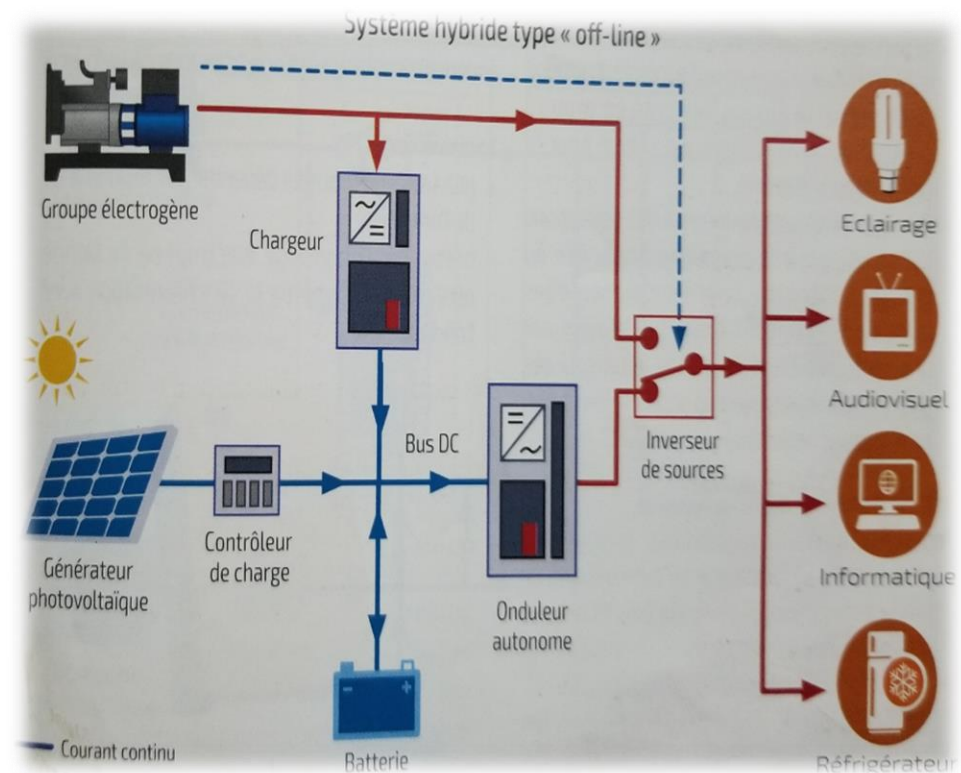 Système hybride type « off-line »
Groupe électrogène
Chargeur
Eclairage
Audiovisuel
Bus DC
Inverseur
de sources
Contrôleur
de charge
Générateur
photovoltaïque
Onduleur
autonome
Informatique
Courant continu
Batterie
Réfrigérateur